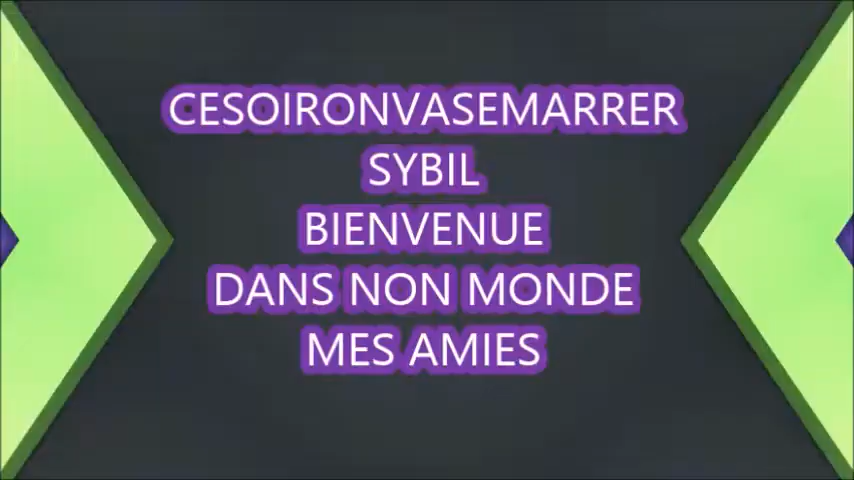 CESOIRONVASEMARRER
SYBIL
BIENVENUE
DANS NON MONDE
MES AMIES